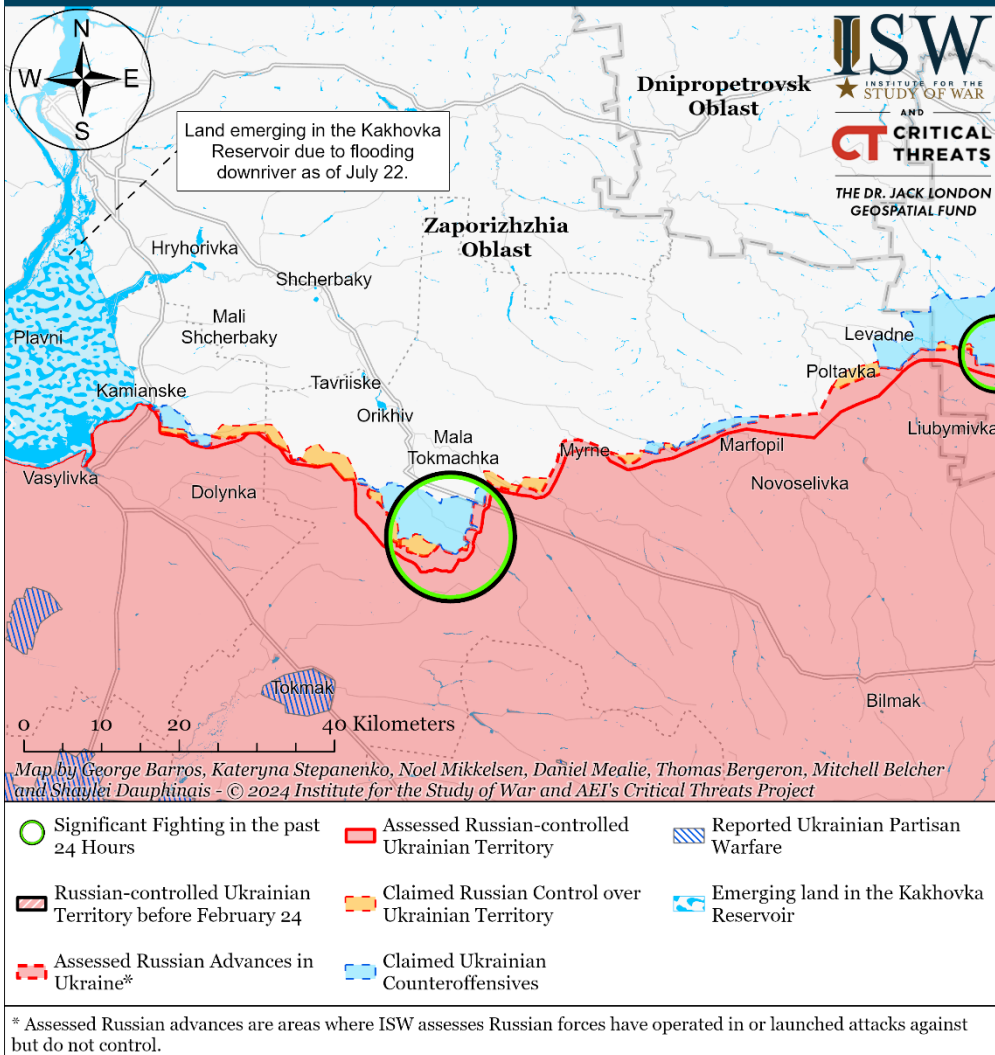 N
W E
S
ISW
INSTITUTE FOR THE
STUDY OF WAR
AND
CT CRITICAL
THREATS
THE DR. JACK LONDON
GEOSPATIAL FUND
Dnipropetrovsk
Oblast
Land emerging in the Kakhovka
Reservoir due to flooding
downriver as of July 22.
Zaporizhzhia
Oblast
Hryhorivka
Shcherbaky
Mali
Shcherbaky
Plavni
Levadne
Poltavka
Kamianske
Tavriiske
Orikhiv
Mala
Tokmachka
Myrne
Marfopil
Liubymivka
Vasylivka
Dolynka
Novoselivka
Tokmak
Bilmak
0 10 20 40 Kilometers
Map by George Barros, Kateryna Stepanenko, Noel Mikkelsen, Daniel Mealie, Thomas Bergeron, Mitchell Belcher
and Shaylei Dauphinais - © 2024 Institute for the Study of War and AEI's Critical Threats Project
Significant Fighting in the past
24 Hours
Assessed Russian-controlled
Ukrainian Territory
Reported Ukrainian Partisan
Warfare
Russian-controlled Ukrainian
Territory before February 24
Claimed Russian Control over
Ukrainian Territory
Emerging land in the Kakhovka
Reservoir
Assessed Russian Advances in
Ukraine*
Claimed Ukrainian
Counteroffensives
* Assessed Russian advances are areas where ISW assesses Russian forces have operated in or launched attacks against
but do not control.